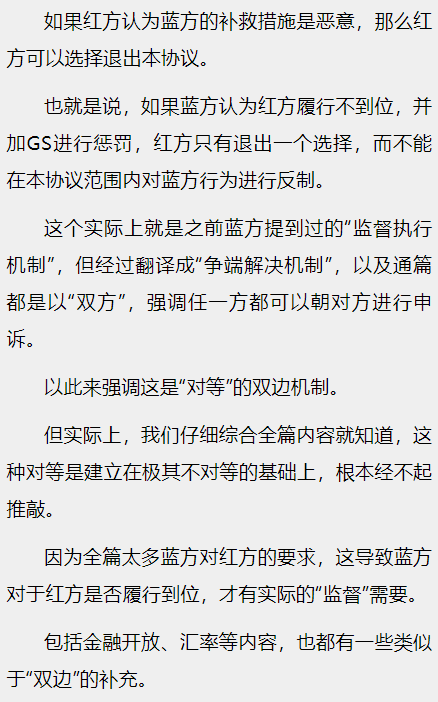 如果红方认为蓝方的补救措施是恶意，那么红
方可以选择退出本协议。
也就是说，如果蓝方认为红方履行不到位，并
加GS进行惩罚，红方只有退出一个选择，而不能
在本协议范围内对蓝方行为进行反制。
这个实际上就是之前蓝方提到过的“监督执行
机制”，但经过翻译成“争端解决机制”，以及通篇
都是以“双方”，强调任一方都可以朝对方进行申
诉。
以此来强调这是“对等”的双边机制。
但实际上，我们仔细综合全篇内容就知道，这
种对等是建立在极其不对等的基础上，根本经不起
推敲。
因为全篇太多蓝方对红方的要求，这导致蓝方
对于红方是否履行到位，才有实际的“监督”需要。
包括金融开放、汇率等内容，也都有一些类似
于“双边”的补充。